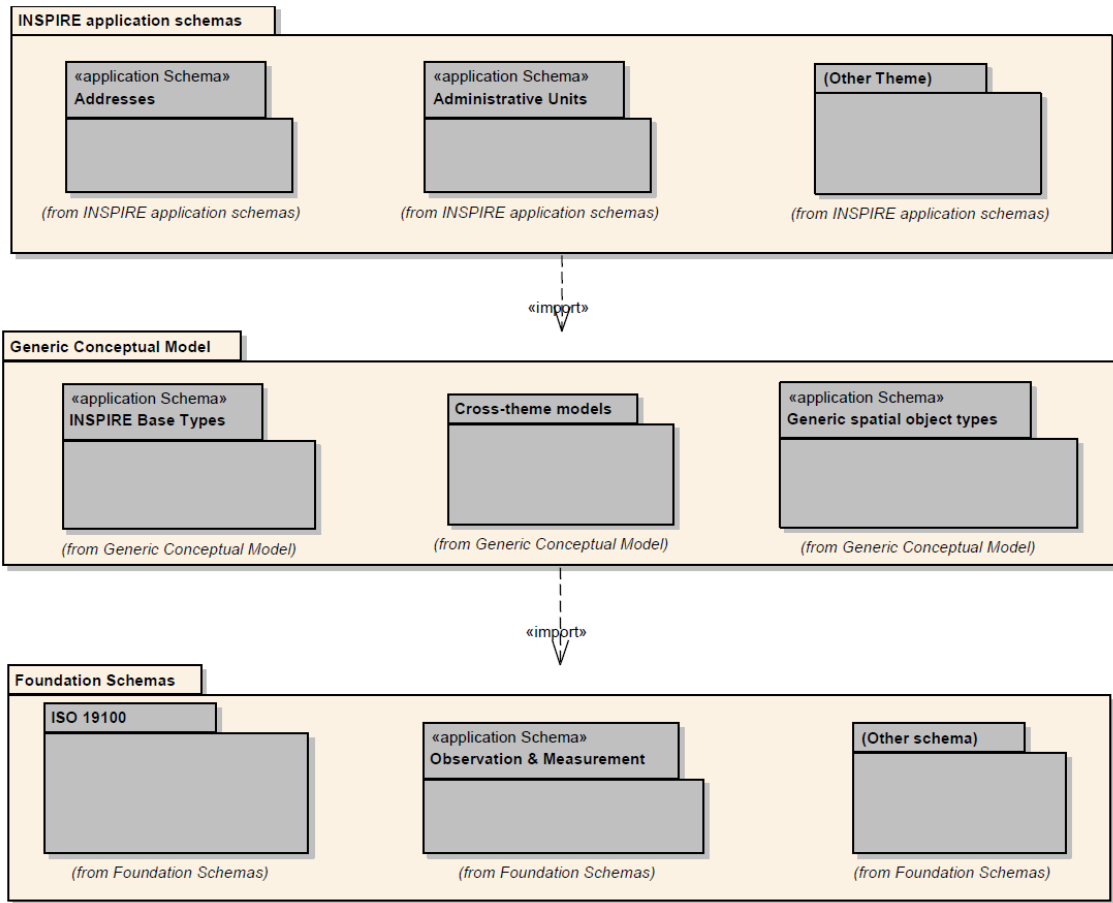 INSPIRE application schemas
«application Schema»
Addresses
«application Schema»
Administrative Units
(Other Theme)
(from INSPIRE application schemas)
(from INSPIRE application schemas)
(from INSPIRE application schemas)
«import»
Generic Conceptual Model
«application Schema»
INSPIRE Base Types
Cross-theme models
«application Schema»
Generic spatial object types
(from Generic Conceptual Model)
(from Generic Conceptual Model)
(from Generic Conceptual Model)
«import»
Foundation Schemas
ISO 19100
«application Schema»
Observation & Measurement
(Other schema)
(from Foundation Schemas)
(from Foundation Schemas)
(from Foundation Schemas)